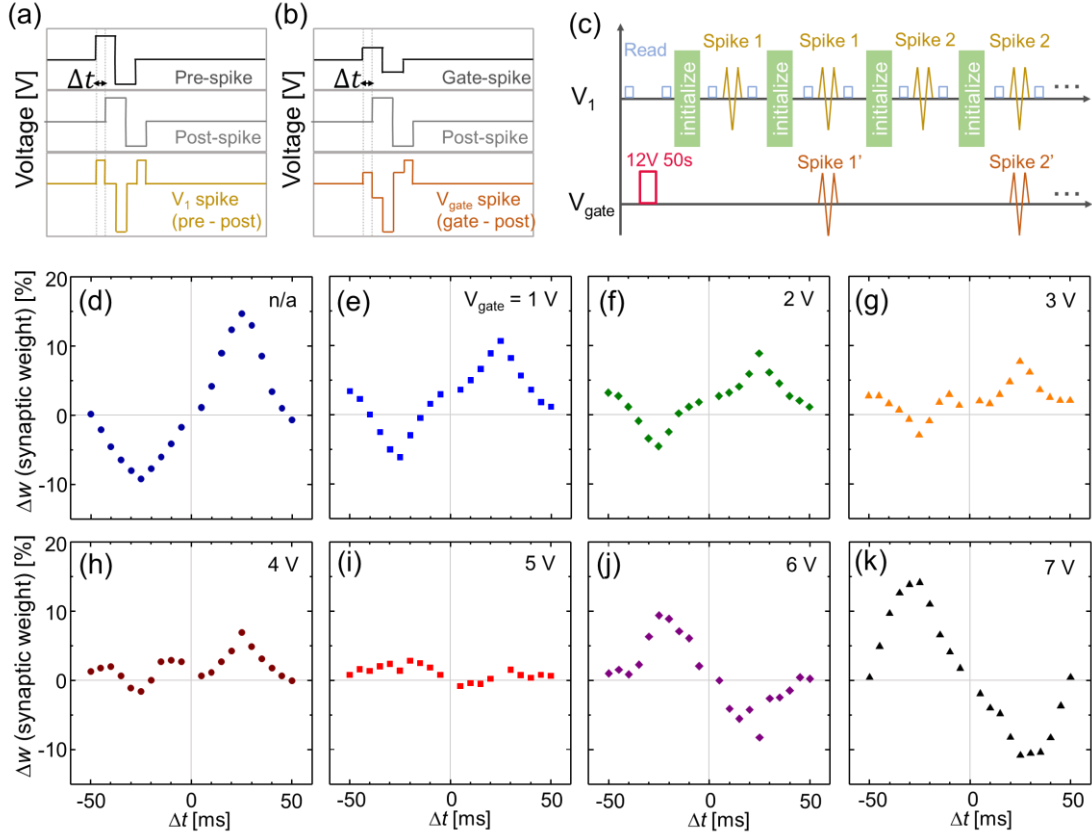 (a)
Voltage [V]
Δt
Pre-spike
Post-spike
V1 spike
(pre - post)
(b)
Voltage [V]
Δt
Gate-spike
Post-spike
Vgate spike
(gate - post)
(c)
Spike 1
Spike 1
Spike 2
Spike 2
Read
V1
initialize
initialize
initialize
initialize
...
12V 50s
Spike 1’
Spike 2’
Vgate
...
Δw (synaptic weight) [%]
20
10
0
-10
(d)
n/a
(e)
Vgate = 1 V
(f)
2 V
(g)
3 V
Δw (synaptic weight) [%]
20
10
0
-10
(h)
4 V
(i)
5 V
(j)
6 V
(k)
7 V
-50 0 50
-50 0 50
-50 0 50
-50 0 50
Δt [ms]
Δt [ms]
Δt [ms]
Δt [ms]